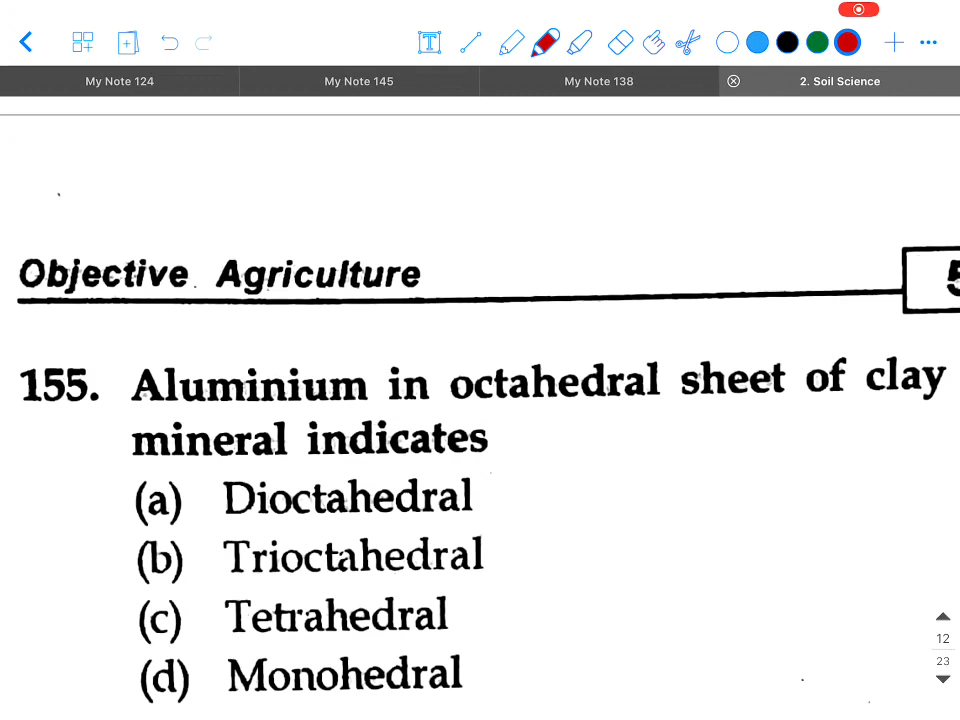 My Note 124 My Note 145 My Note 138 2. Soil Science
Objective Agriculture
155. Aluminium in octahedral sheet of clay
mineral indicates
(a) Dioctahedral
(b) Trioctahedral
(c) Tetrahedral
(d) Monohedral
12
23